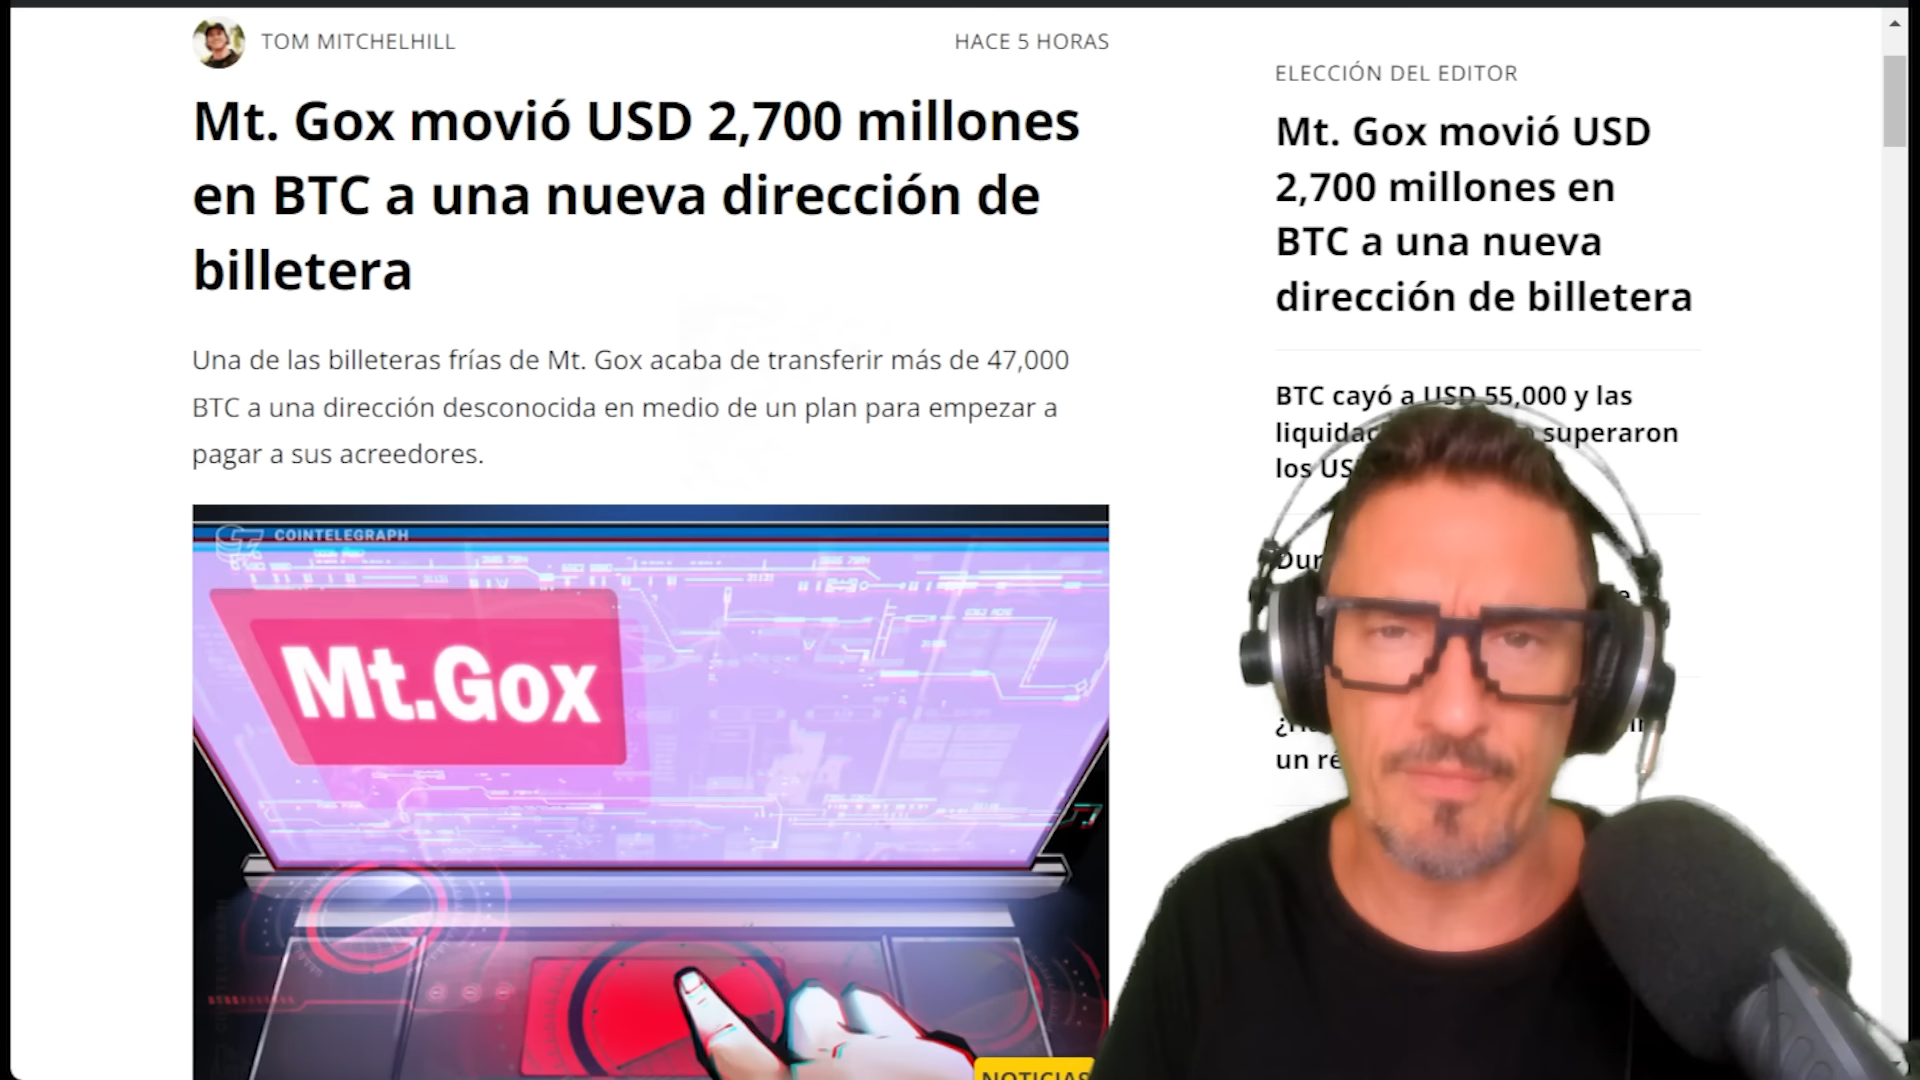 TOM MITCHELHILL
HACE 5 HORAS
Mt. Gox movió USD 2,700 millones
en BTC a una nueva dirección de
billetera
Una de las billeteras frías de Mt. Gox acaba de transferir más de 47,000
BTC a una dirección desconocida en medio de un plan para empezar a
pagar a sus acreedores.
COINTELEGRAPH
Mt.Gox
NOTICIAS
ELECCIÓN DEL EDITOR
Mt. Gox movió USD
2,700 millones en
BTC a una nueva
dirección de billetera
BTC cayó a USD 55,000 y las
superaron
los
un